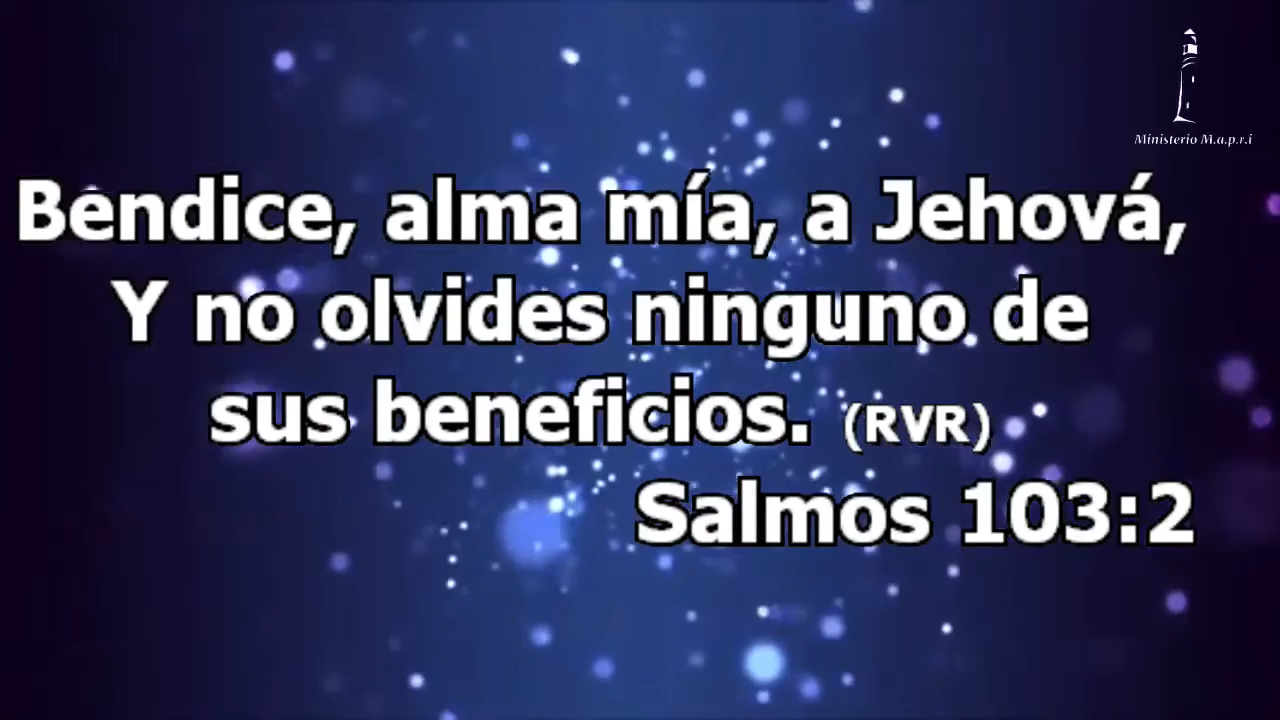 Ministerio M.a.p.r.i
Bendice, alma mía, a Jehová,
Y no olvides ninguno de
sus beneficios. (RVR)
Salmos 103:2